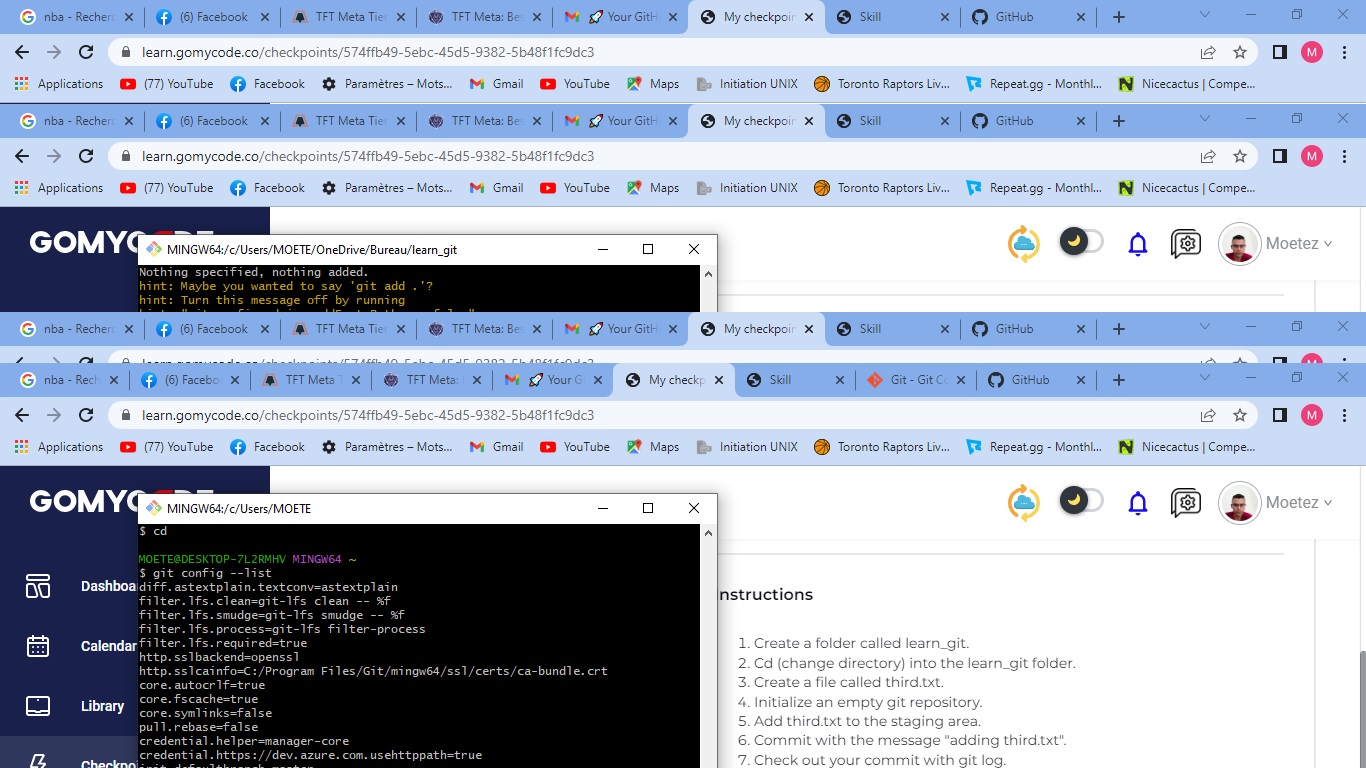 nba - Recherc
(6) Facebook
TFT Meta Tier
TFT Meta: Bes
Your GitH
My checkpoin
Skill
GitHub
learn.gomycode.co/checkpoints/574ffb49-5ebc-45d5-9382-5b48f1fc9dc3
M
Applications
(77) YouTube
Facebook
Paramètres – Mots...
Gmail
YouTube
Maps
Initiation UNIX
Toronto Raptors Liv...
Repeat.gg - Monthl...
Nicecactus | Compe...
nba - Recherc
(6) Facebook
TFT Meta Tier
TFT Meta: Bes
Your GitH
My checkpoin
Skill
GitHub
learn.gomycode.co/checkpoints/574ffb49-5ebc-45d5-9382-5b48f1fc9dc3
M
Applications
(77) YouTube
Facebook
Paramètres – Mots...
Gmail
YouTube
Maps
Initiation UNIX
Toronto Raptors Liv...
Repeat.gg - Monthl...
Nicecactus | Compe...
GOMYC
MINGW64:/c/Users/MOETE/OneDrive/Bureau/learn_git
Moetez
Nothing specified, nothing added.
hint: Maybe you wanted to say 'git add .'?
hint: Turn this message off by running
nba - Recherc
(6) Facebook
TFT Meta Tier
TFT Meta: Bes
Your GitH
My checkpoin
Skill
GitHub
learn.gomycode.co/checkpoints/574ffb49-5ebc-45d5-9382-5b48f1fc9dc3
nba - Rech
(6) Faceboo
TFT Meta T
TFT Meta:
Your G
My checkp
Skill
Git - Git Co
GitHub
learn.gomycode.co/checkpoints/574ffb49-5ebc-45d5-9382-5b48f1fc9dc3
M
Applications
(77) YouTube
Facebook
Paramètres – Mots...
Gmail
YouTube
Maps
Initiation UNIX
Toronto Raptors Liv...
Repeat.gg - Monthl...
Nicecactus | Compe...
GOMYCODE
MINGW64:/c/Users/MOETE
Moetez
$ cd
MOETE@DESKTOP-7L2RMHV MINGW64 ~
$ git config --list
diff.astextplain.textconv=astextplain
filter.lfs.clean=git-lfs clean -- %f
filter.lfs.smudge=git-lfs smudge -- %f
filter.lfs.process=git-lfs filter-process
filter.lfs.required=true
http.sslbackend=openssl
http.sslcainfo=C:/Program Files/Git/mingw64/ssl/certs/ca-bundle.crt
core.autocrlf=true
core.fscache=true
core.symlinks=false
pull.rebase=false
credential.helper=manager-core
credential.https://dev.azure.com.usehttppath=true
init.defaultbranch=master
Dashboa
Calendar
Library
Checkpo
nstructions
1. Create a folder called learn_git.
2. Cd (change directory) into the learn_git folder.
3. Create a file called third.txt.
4. Initialize an empty git repository.
5. Add third.txt to the staging area.
6. Commit with the message "adding third.txt".
7. Check out your commit with git log.